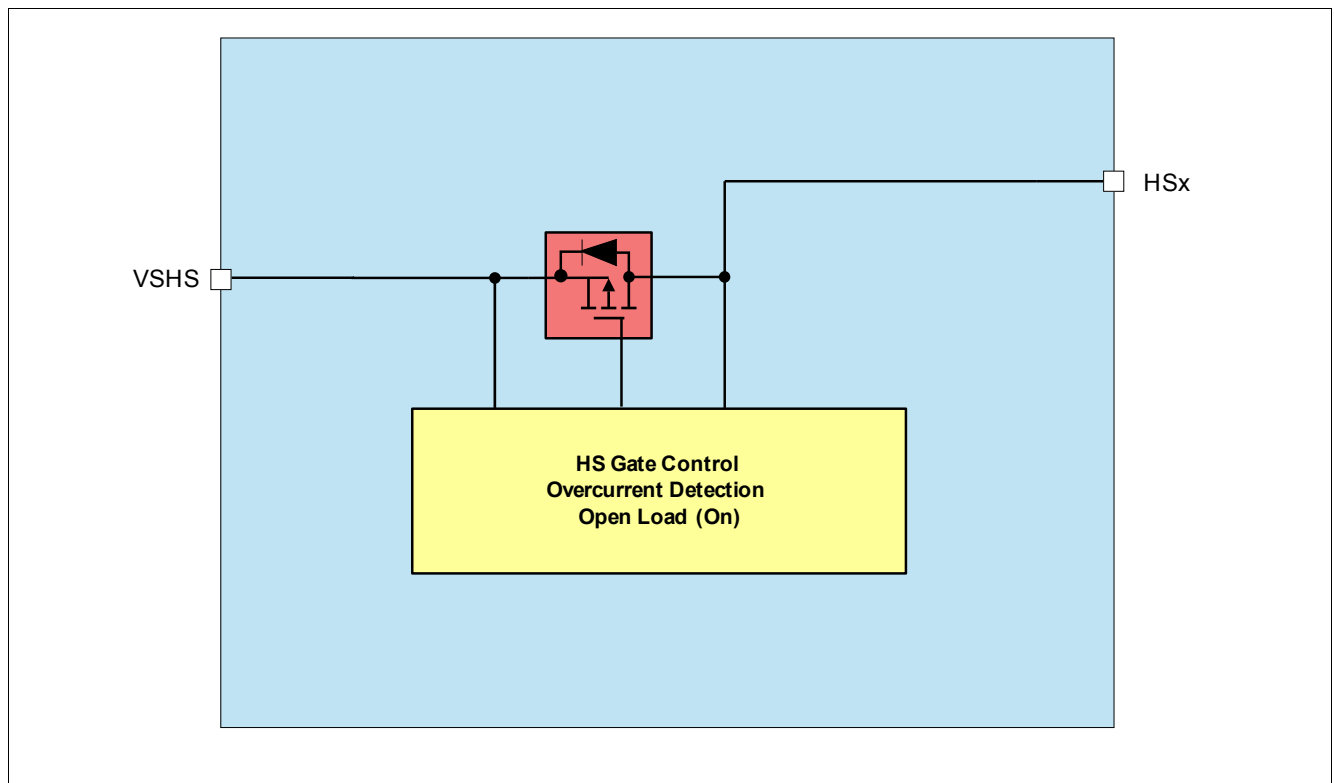 HSx
VSHS
HS Gate Control
Overcurrent Detection
Open Load (On)